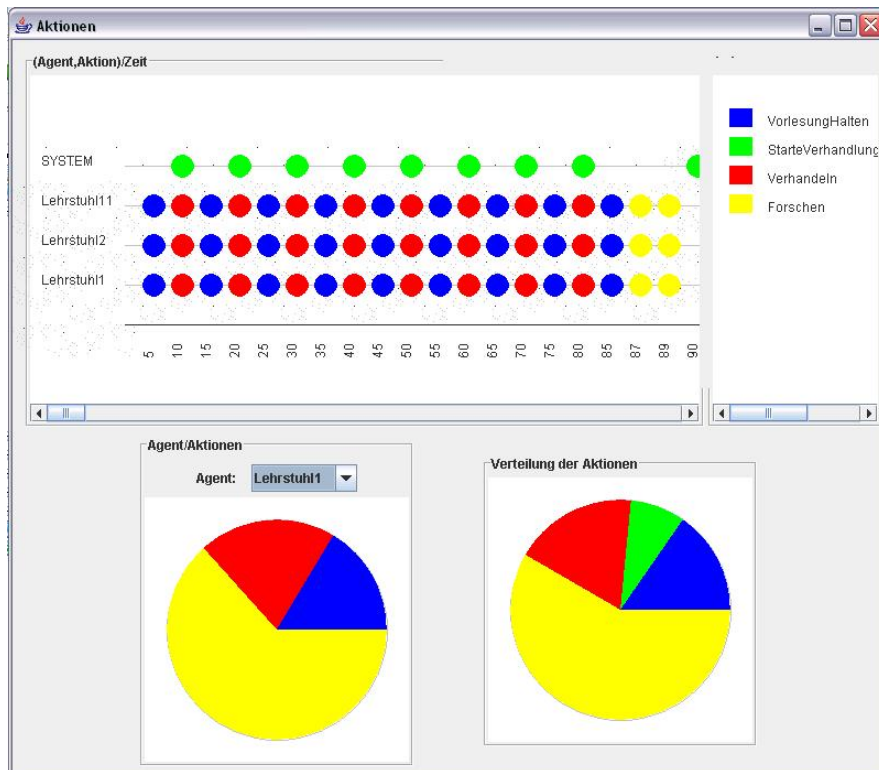 Aktionen
(Agent,Aktion)/Zeit
SYSTEM
Lehrstuhl11
Lehrstuhl2
Lehrstuhl1
5 10 15 20 25 30 35 40 45 50 55 60 65 70 75 80 85 87 89 90
VorlesungHalten
StarteVerhandlung
Verhandeln
Forschen
Agent/Aktionen
Agent: Lehrstuhl1
Verteilung der Aktionen